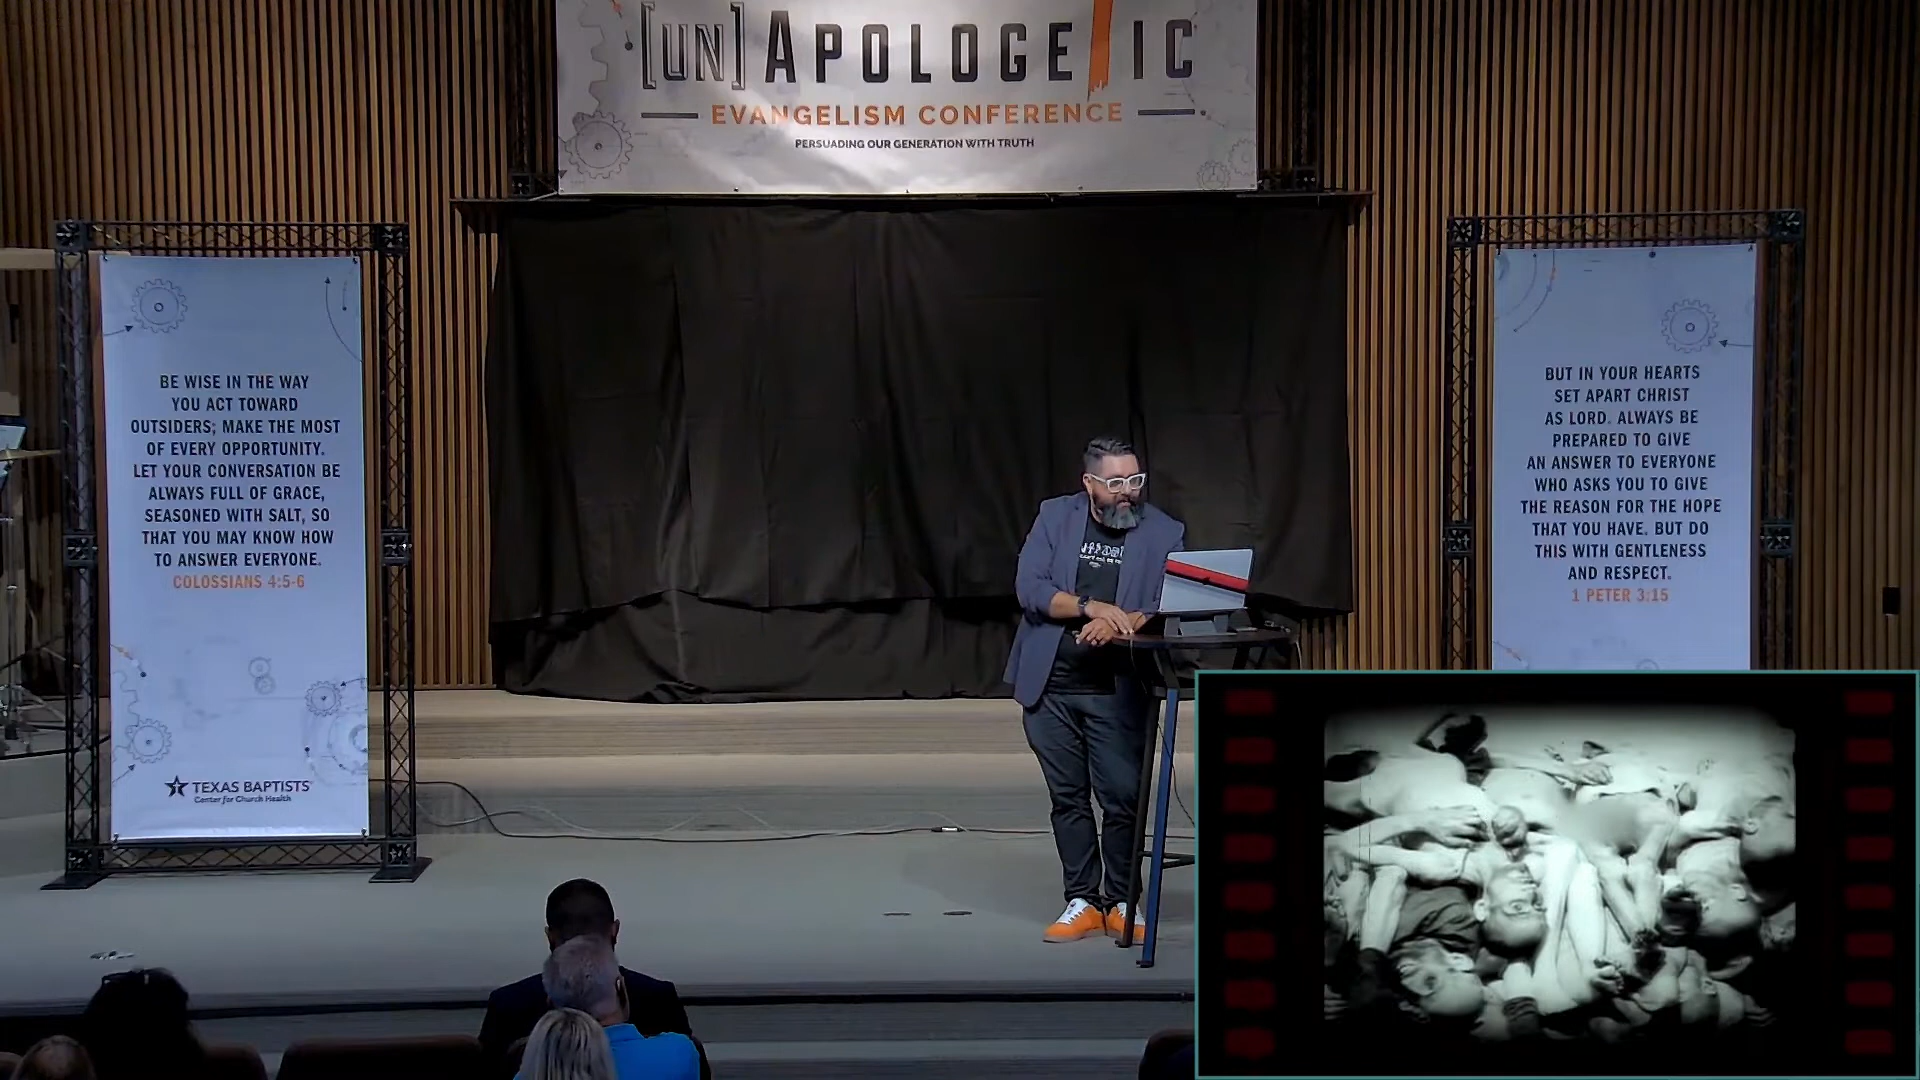 [UN]APOLOGETIC
EVANGELISM CONFERENCE
PERSUADING OUR GENERATION WITH TRUTH
BE WISE IN THE WAY
YOU ACT TOWARD
OUTSIDERS; MAKE THE MOST
OF EVERY OPPORTUNITY.
LET YOUR CONVERSATION BE
ALWAYS FULL OF GRACE,
SEASONED WITH SALT, SO
THAT YOU MAY KNOW HOW
TO ANSWER EVERYONE.
COLOSSIANS 4:5-6
TEXAS BAPTISTS
Center for Church Health
BUT IN YOUR HEARTS
SET APART CHRIST
AS LORD. ALWAYS BE
PREPARED TO GIVE
AN ANSWER TO EVERYONE
WHO ASKS YOU TO GIVE
THE REASON FOR THE HOPE
THAT YOU HAVE. BUT DO
THIS WITH GENTLENESS
AND RESPECT.
1 PETER 3:15